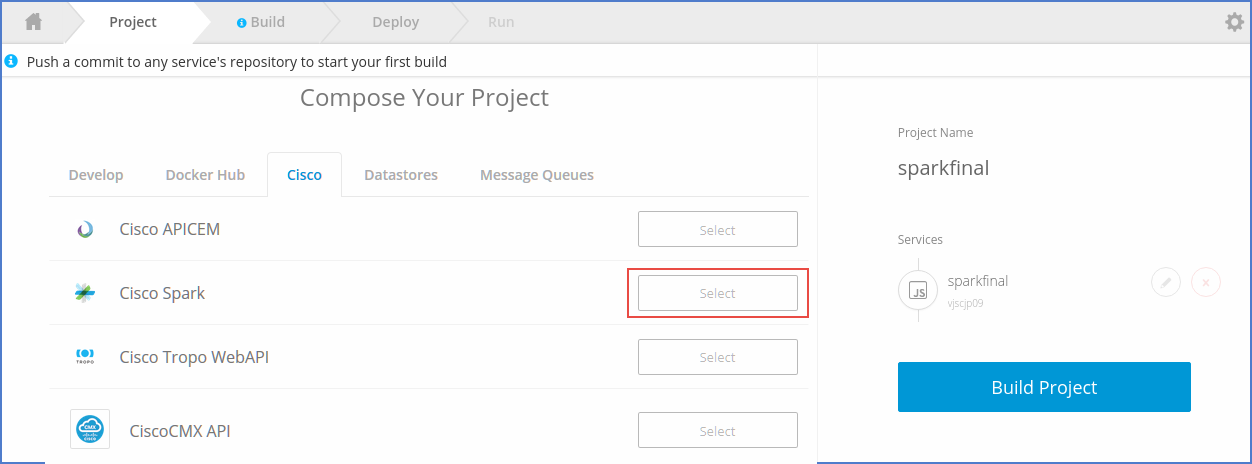 Project
Build
Deploy
Run
Push a commit to any service's repository to start your first build
Compose Your Project
Develop
Docker Hub
Cisco
Datastores
Message Queues
Cisco APICEM
Select
Cisco Spark
Select
TROPO
Cisco Tropo WebAPI
Select
CMX
CISCO
CiscoCMX API
Select
Project Name
sparkfinal
Services
JS
sparkfinal
vjscjp09
Build Project